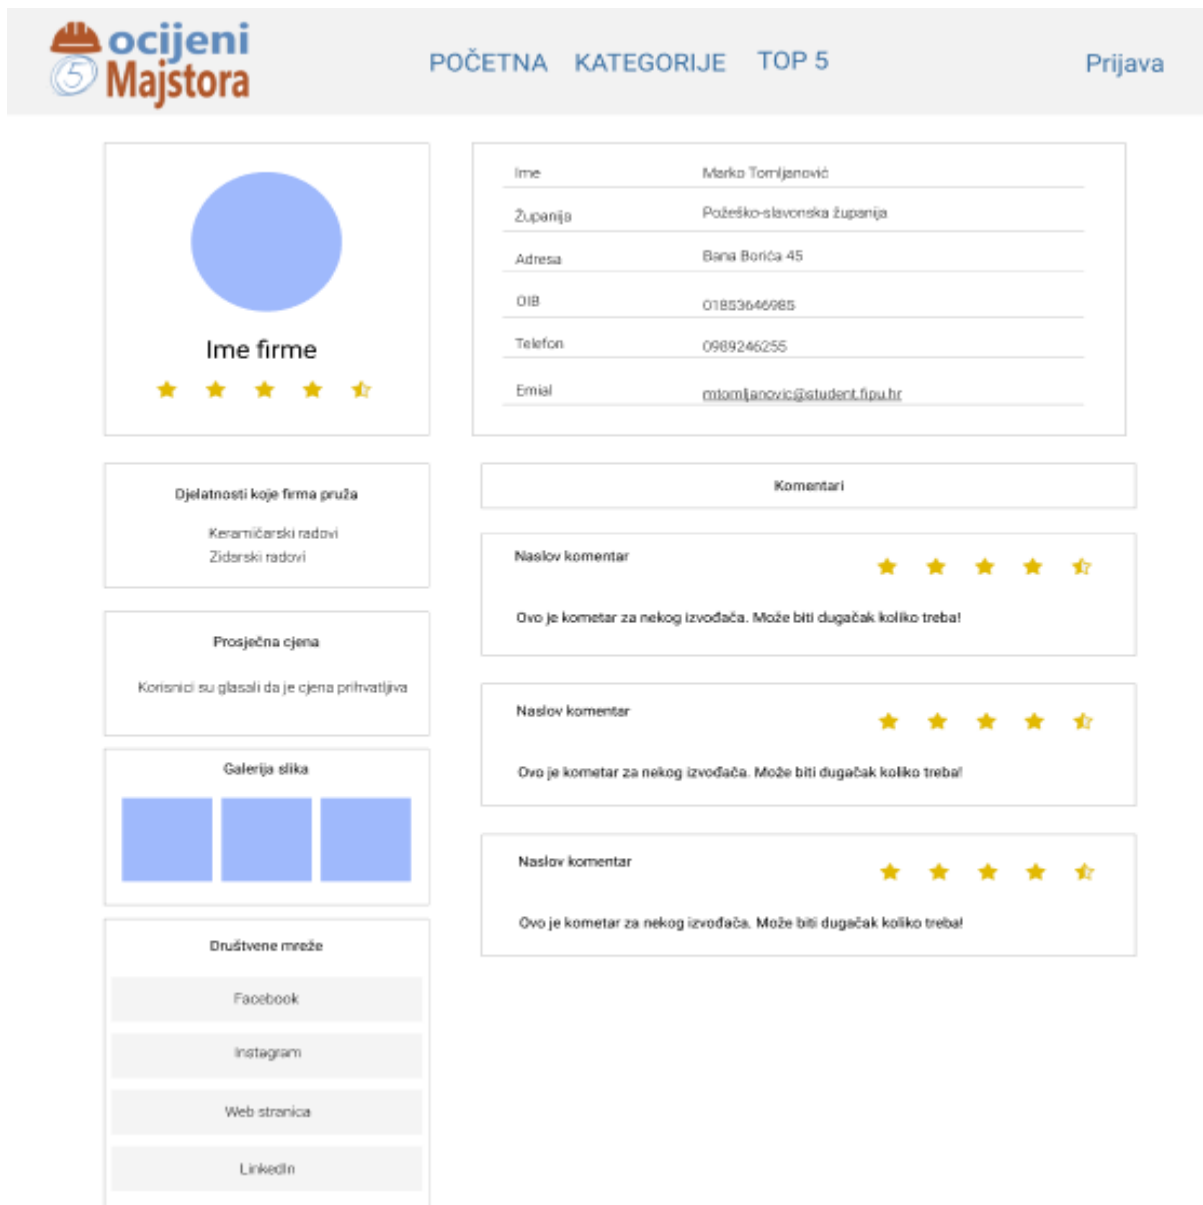 ocijeni
5 Majstora
POČETNA KATEGORIJE TOP 5 Prijava
Ime firme
Ime Marko Tomljanović
Županija Požeško-slavonska županija
Adresa Bana Borića 45
OIB 01853646985
Telefon 0989246255
Emial mtomljanovic@student.fipu.hr
Djelatnosti koje firma pruža
Keramičarski radovi
Zidarski radovi
Prosječna cjena
Korisnici su glasali da je cjena prihvatljiva
Galerija slika
Društvene mreže
Facebook
Instagram
Web stranica
LinkedIn
Komentari
Naslov komentar
Ovo je kometar za nekog izvođača. Može biti dugačak koliko treba!
Naslov komentar
Ovo je kometar za nekog izvođača. Može biti dugačak koliko treba!
Naslov komentar
Ovo je kometar za nekog izvođača. Može biti dugačak koliko treba!